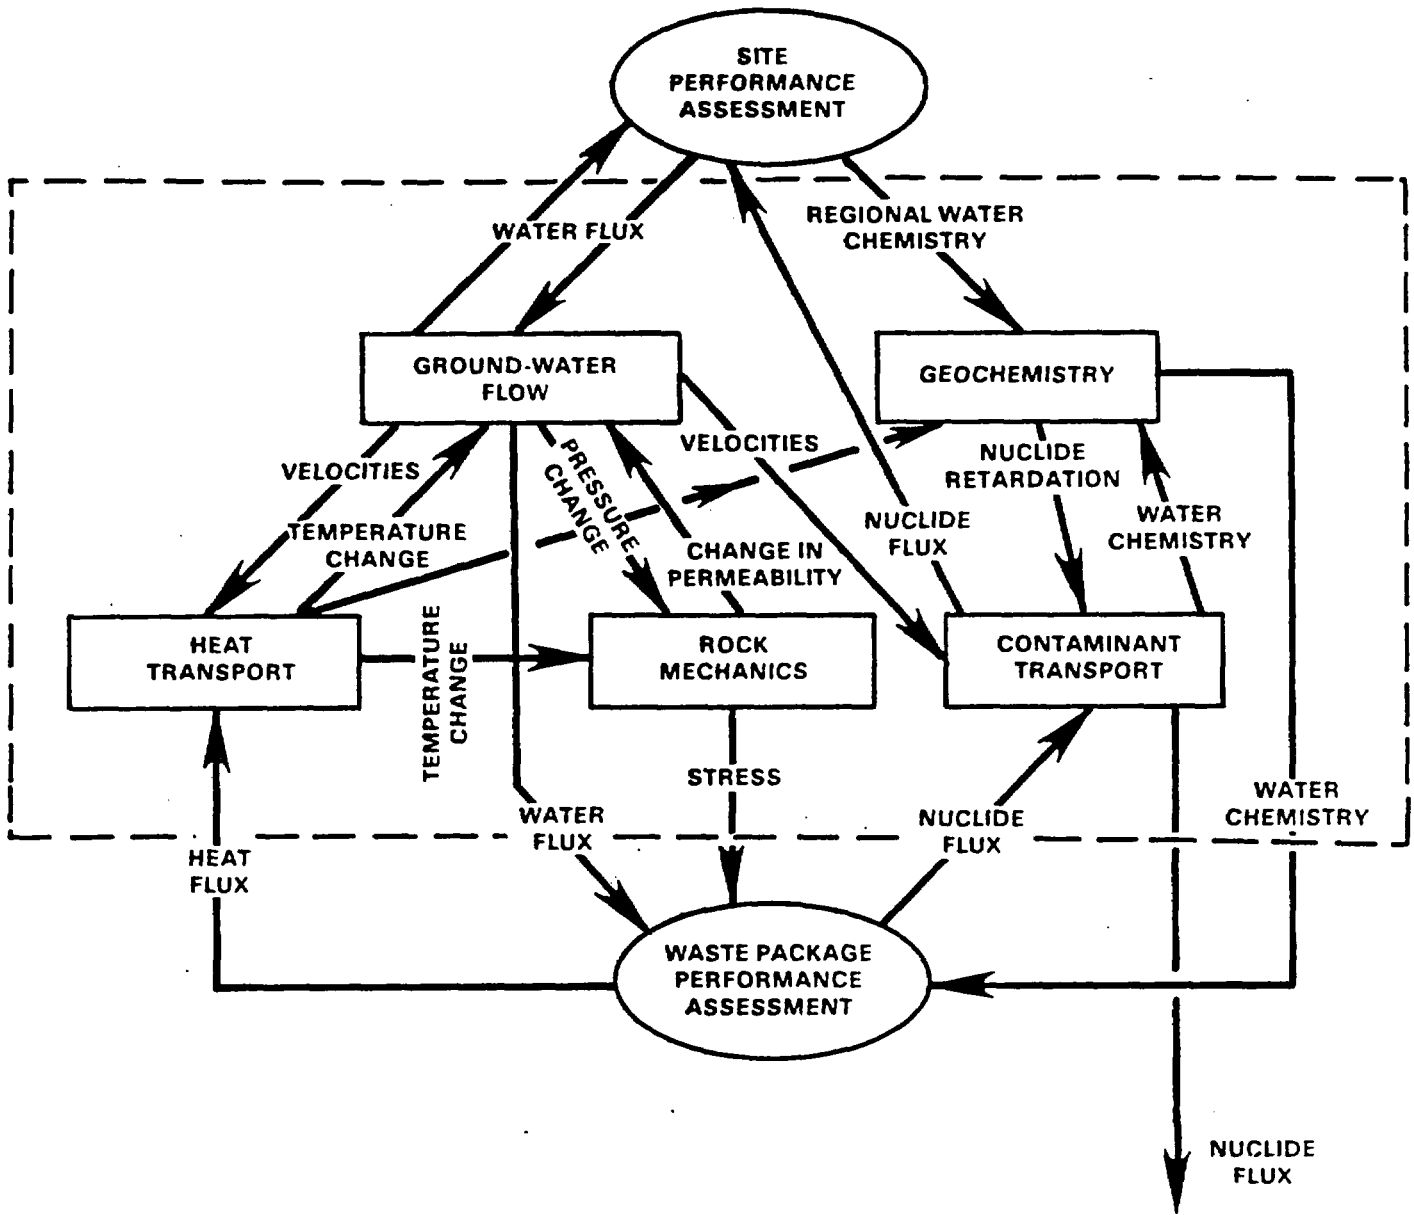 SITE
PERFORMANCE
ASSESSMENT
WATER FLUX
REGIONAL WATER
CHEMISTRY
GROUND-WATER
FLOW
GEOCHEMISTRY
VELOCITIES
TEMPERATURE
CHANGE
PRESSURE
CHANGE
VELOCITIES
NUCLIDE
RETARDATION
NUCLIDE
FLUX
WATER
CHEMISTRY
CHANGE IN
PERMEABILITY
HEAT
TRANSPORT
TEMPERATURE
CHANGE
ROCK
MECHANICS
CONTAMINANT
TRANSPORT
STRESS
WATER
FLUX
NUCLIDE
FLUX
WATER
CHEMISTRY
HEAT
FLUX
WASTE PACKAGE
PERFORMANCE
ASSESSMENT
NUCLIDE
FLUX